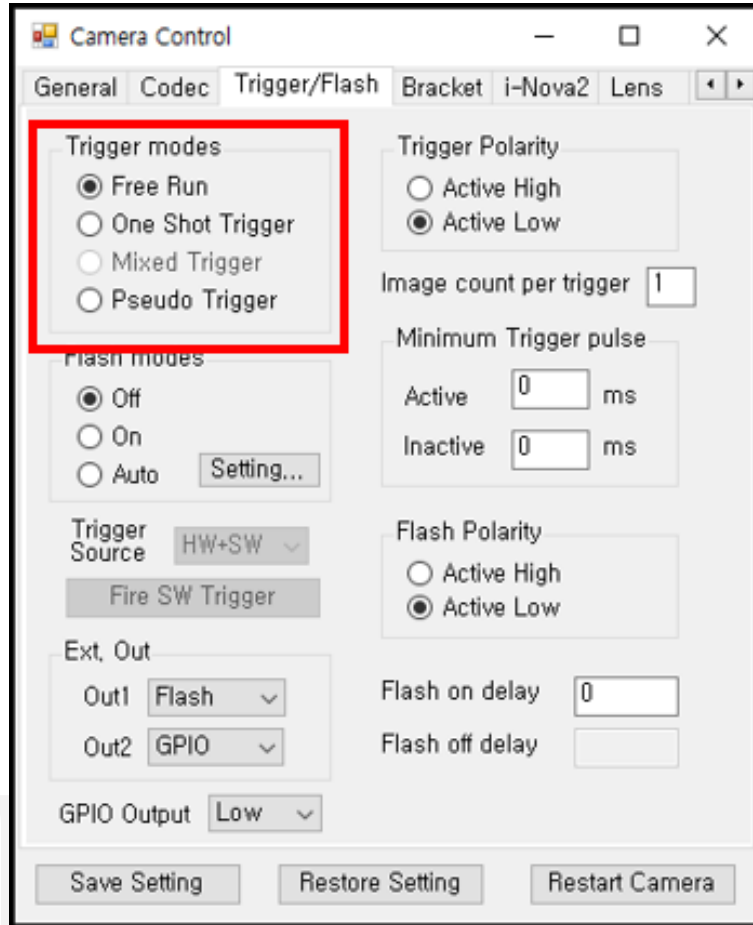 Camera Control
General Codec Trigger/Flash Bracket i-Nova2 Lens
Trigger modes
Free Run
One Shot Trigger
Mixed Trigger
Pseudo Trigger
Trigger Polarity
Active High
Active Low
Image count per trigger 1
Minimum Trigger pulse
Active 0 ms
Inactive 0 ms
Flash modes
Off
On
Auto Setting...
Trigger
Source HW+SW
Fire SW Trigger
Flash Polarity
Active High
Active Low
Ext, Out
Out1 Flash
Out2 GPIO
Flash on delay 0
Flash off delay
GPIO Output Low
Save Setting Restore Setting Restart Camera